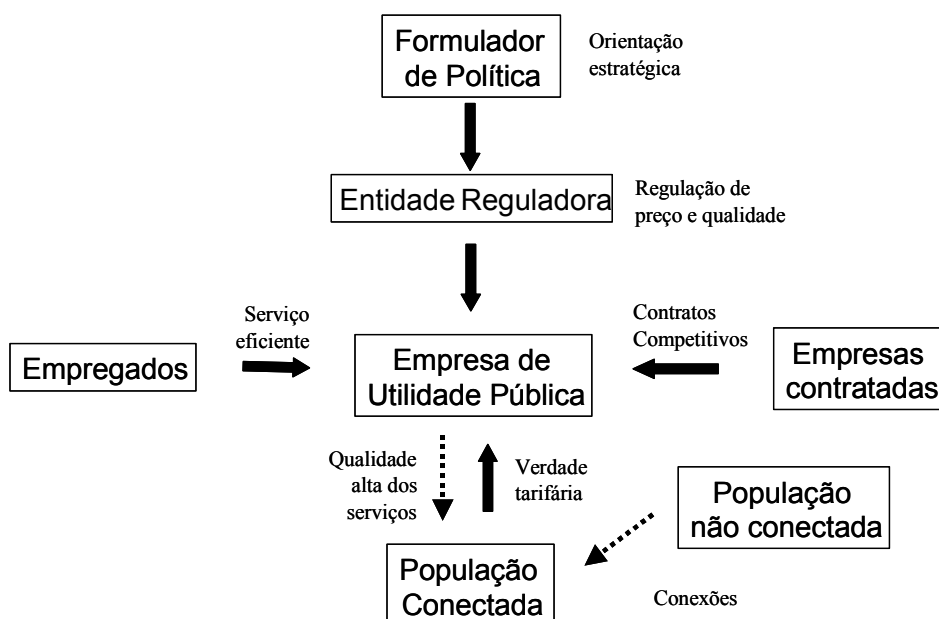 Formulador
de Política
Orientação
estratégica
Entidade Reguladora
Regulação de
preço e qualidade
Serviço
eficiente
Empregados
Empresa de
Utilidade Pública
Contratos
Competitivos
Empresas
contratadas
Qualidade
alta dos
serviços
Verdade
tarifária
População
não conectada
População
Conectada
Conexões